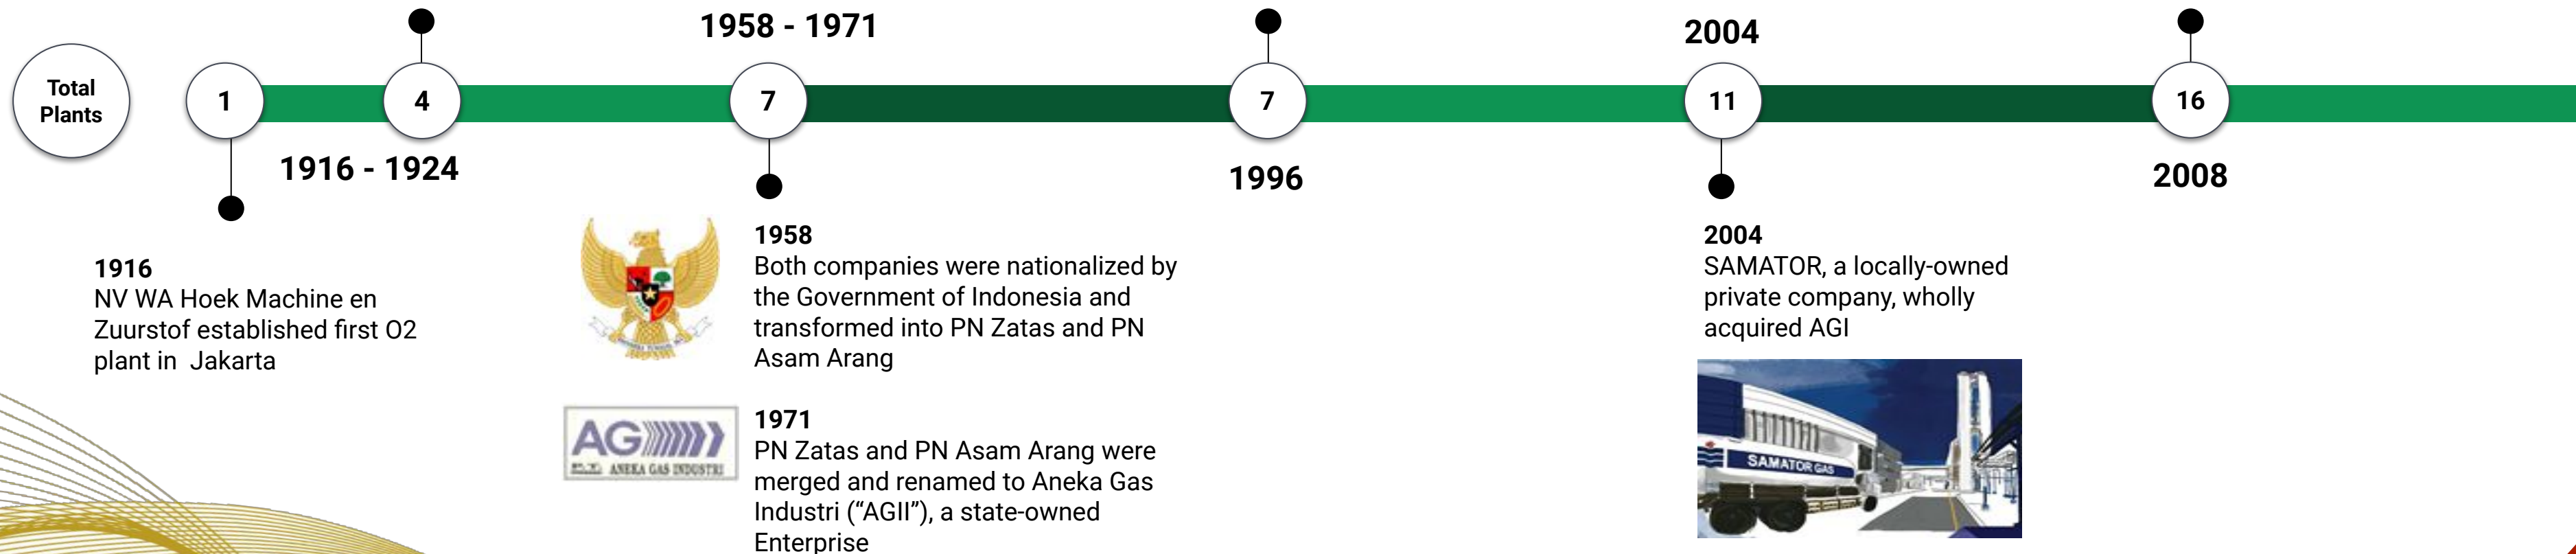 1958 - 1971
2004
Total
Plants
1
4
7
7
11
16
1916 - 1924
1996
2008
1916
NV WA Hoek Machine en
Zuurstof established first O2
plant in Jakarta
1958
Both companies were nationalized by
the Government of Indonesia and
transformed into PN Zatas and PN
Asam Arang
AG
ANEKA GAS INDUSTRI
1971
PN Zatas and PN Asam Arang were
merged and renamed to Aneka Gas
Industri (“AGII”), a state-owned
Enterprise
2004
SAMATOR, a locally-owned
private company, wholly
acquired AGI
SAMATOR GAS